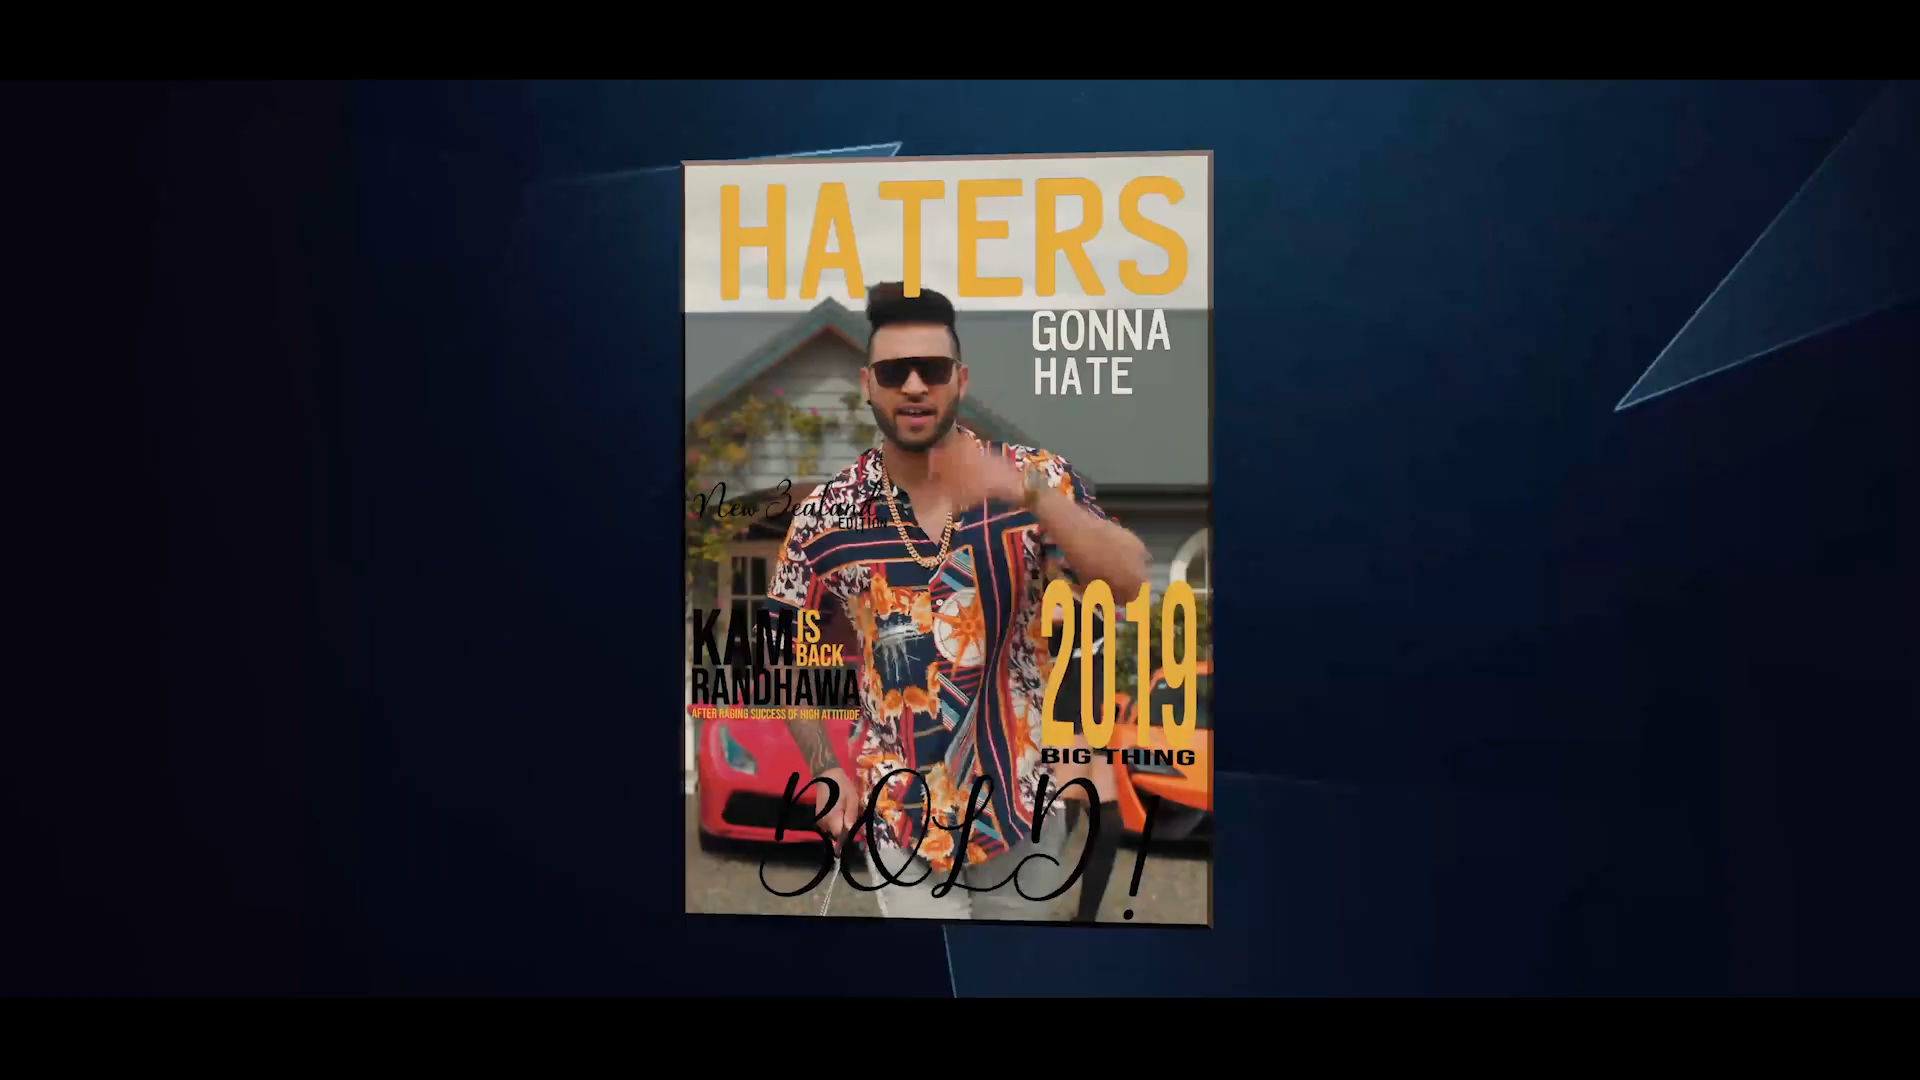 HATERS
GONNA
HATE
New Zealand
EDITION
KAM IS BACK
RANDHAWA
AFTER RAGING SUCCESS OF HIGH ATTITUDE
2019
BIG THING
BOLD!